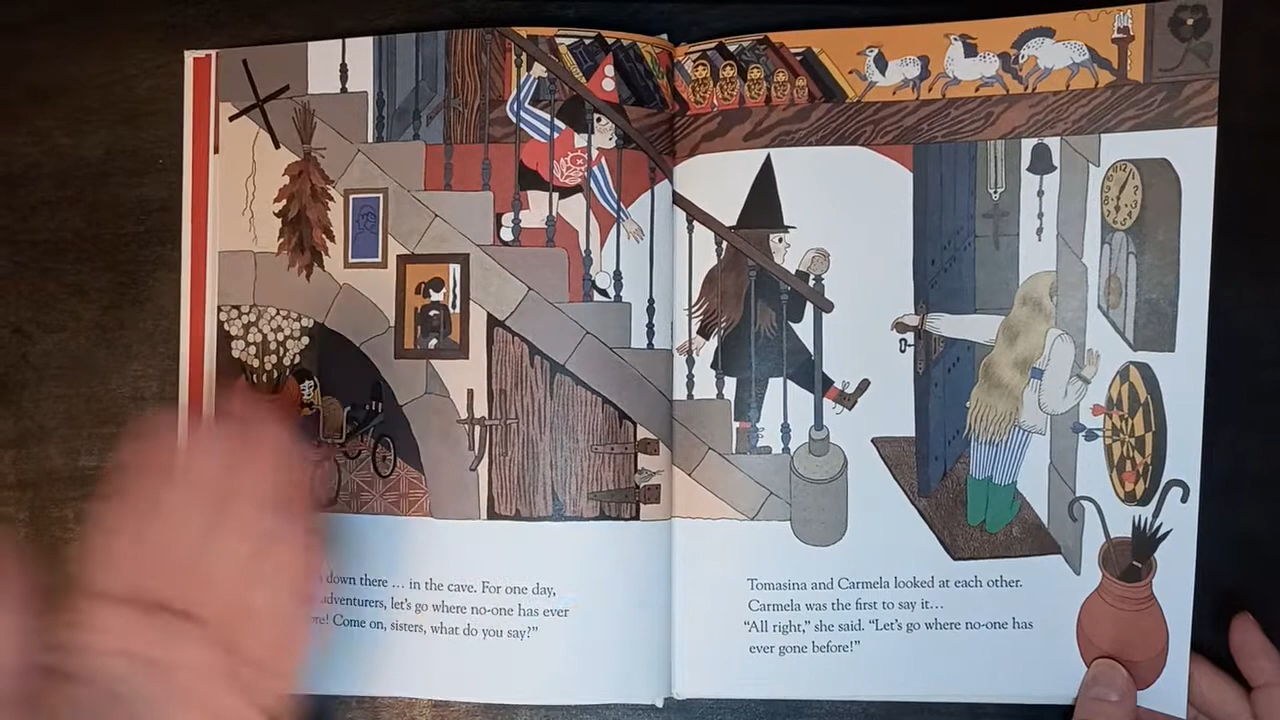 down there … in the cave. For one day,
adventurers, let's go where no-one has ever
Come on, sisters, what do you say?"
Tomasina and Carmela looked at each other.
Carmela was the first to say it…
"All right," she said. "Let's go where no-one has
ever gone before!"